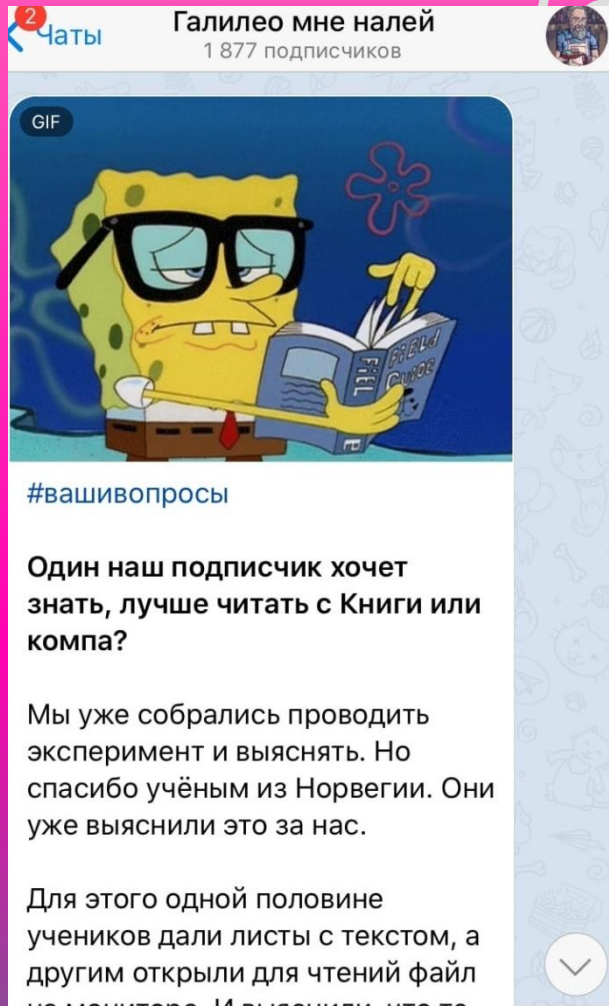 2
Чаты
Галилео мне налей
1 877 подписчиков
GIF
FIELD
GUIDE
FIEL
#вашивопросы
Один наш подписчик хочет
знать, лучше читать с Книги или
компа?
Мы уже собрались проводить
эксперимент и выяснять. Но
спасибо учёным из Норвегии. Они
уже выяснили это за нас.
Для этого одной половине
учеников дали листы с текстом, а
другим открыли для чтений файл